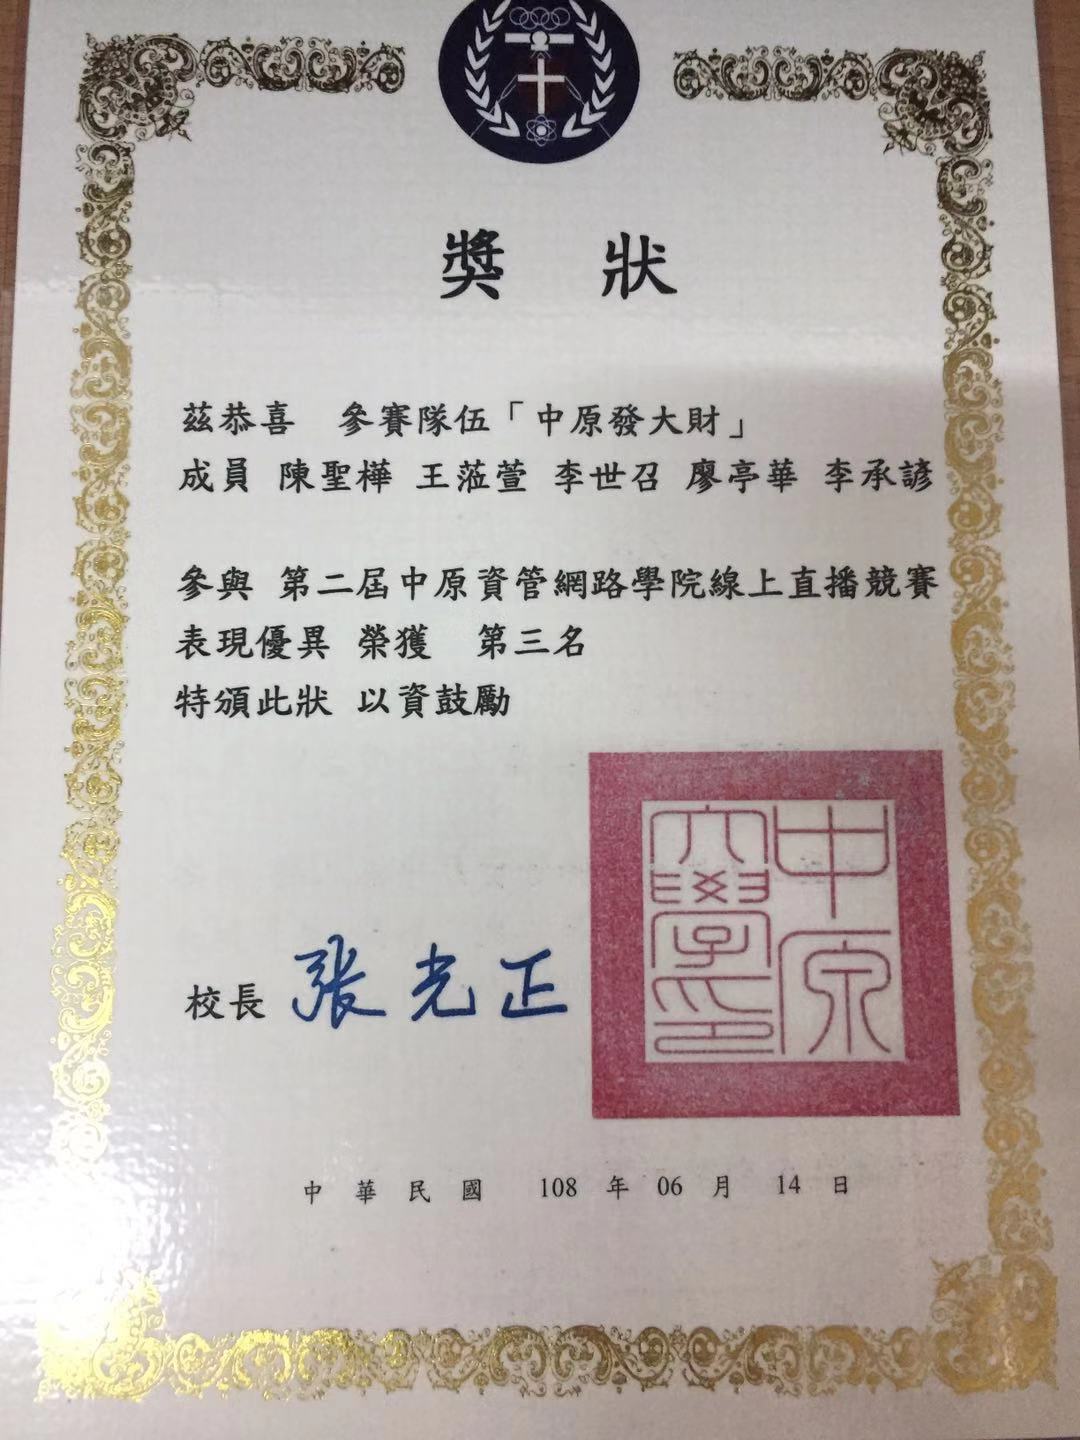 獎 狀
茲恭喜 參賽隊伍「中原發大財」
成員 陳聖樺 王蒞萱 李世召 廖亭華 李承諺
參與 第二屆中原資管網路學院線上直播競賽
表現優異 榮獲 第三名
特頒此狀 以資鼓勵
校長 張光正
中原大學印
中 華 民 國 108 年 06 月 14 日